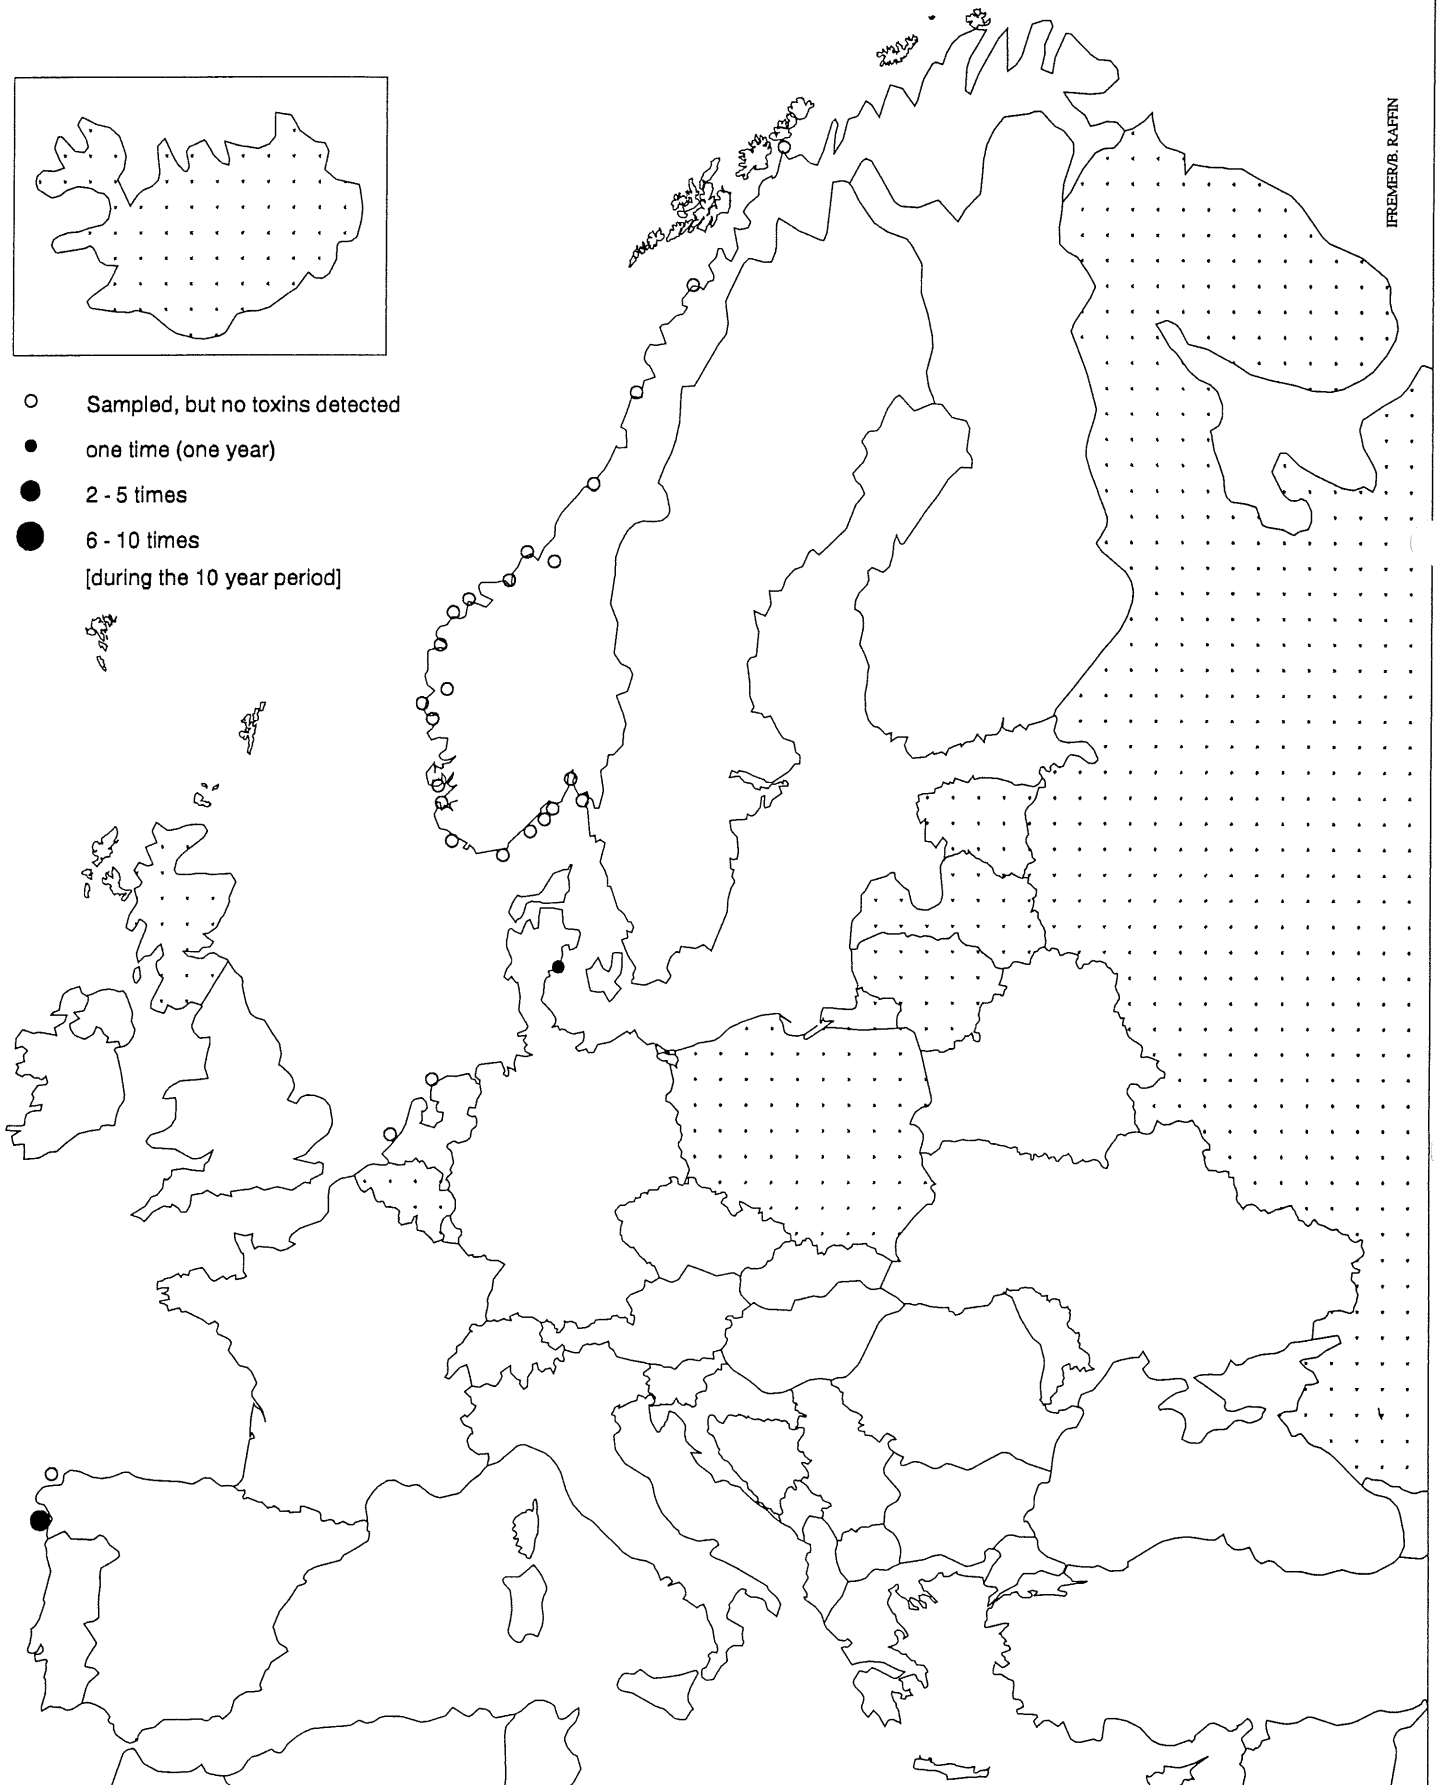 IFREMER/B. RAFFIN
Sampled, but no toxins detected
one time (one year)
2 - 5 times
6 - 10 times
[during the 10 year period]